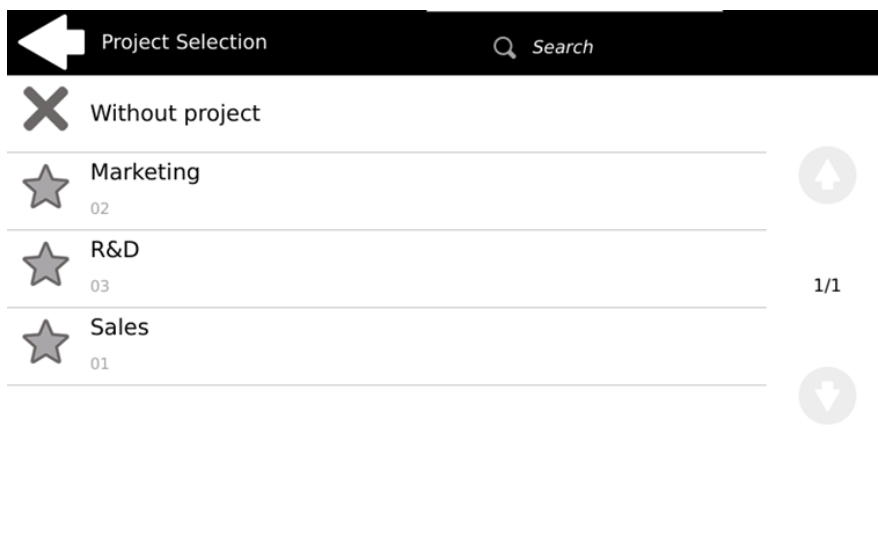 Project Selection
Search
Without project
Marketing
02
R&D
03
1/1
Sales
01